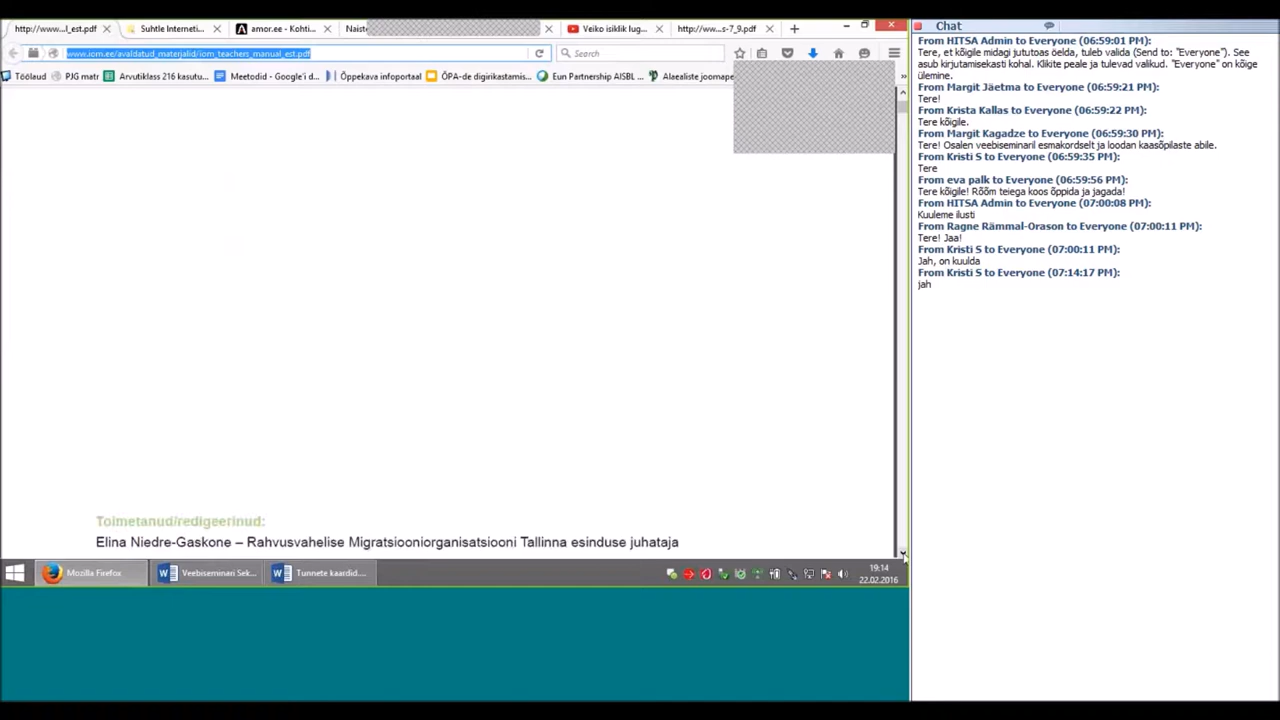 http://www...l_est.pdf
Suhtle Interneti...
amor.ee - Kohti...
Naist
Veiko isiklik lug...
http://ww...s-7_9.pdf
www.iom.ee/avaldatud_materjalid/iom_teachers_manual_est.pdf
Search
Töölaud
PJG matr
Arvutiklass 216 kasutu...
Meetodid - Google'i d...
Õppekava infoportaal
ÕPA-de digirikastamis...
Eun Partnership AISBL ...
Alaealiste joomape
Toimetanud/redigeerinud:
Elina Niedre-Gaskone – Rahvusvahelise Migratsiooniorganisatsiooni Tallinna esinduse juhataja
Mozilla Firefox
Veebiseminari Sek...
Tunnete kaardid....
19:14
22.02.2016
Chat
From HITSA Admin to Everyone (06:59:01 PM):
Tere, et kõigile midagi jututoas öelda, tuleb valida (Send to: "Everyone"). See
asub kirjutamisekasti kohal. Klikite peale ja tulevad valikud. "Everyone" on kõige
ülemine.
From Margit Jäetma to Everyone (06:59:21 PM):
Tere!
From Krista Kallas to Everyone (06:59:22 PM):
Tere kõigile.
From Margit Kagadze to Everyone (06:59:30 PM):
Tere! Osalen veebiseminaril esmakordselt ja loodan kaasõpilaste abile.
From Kristi S to Everyone (06:59:35 PM):
Tere
From eva palk to Everyone (06:59:56 PM):
Tere kõigile! Rõõm teiega koos õppida ja jagada!
From HITSA Admin to Everyone (07:00:08 PM):
Kuuleme ilusti
From Ragne Rämmal-Orason to Everyone (07:00:11 PM):
Tere! Jaa!
From Kristi S to Everyone (07:00:11 PM):
Jah, on kuulda
From Kristi S to Everyone (07:14:17 PM):
jah